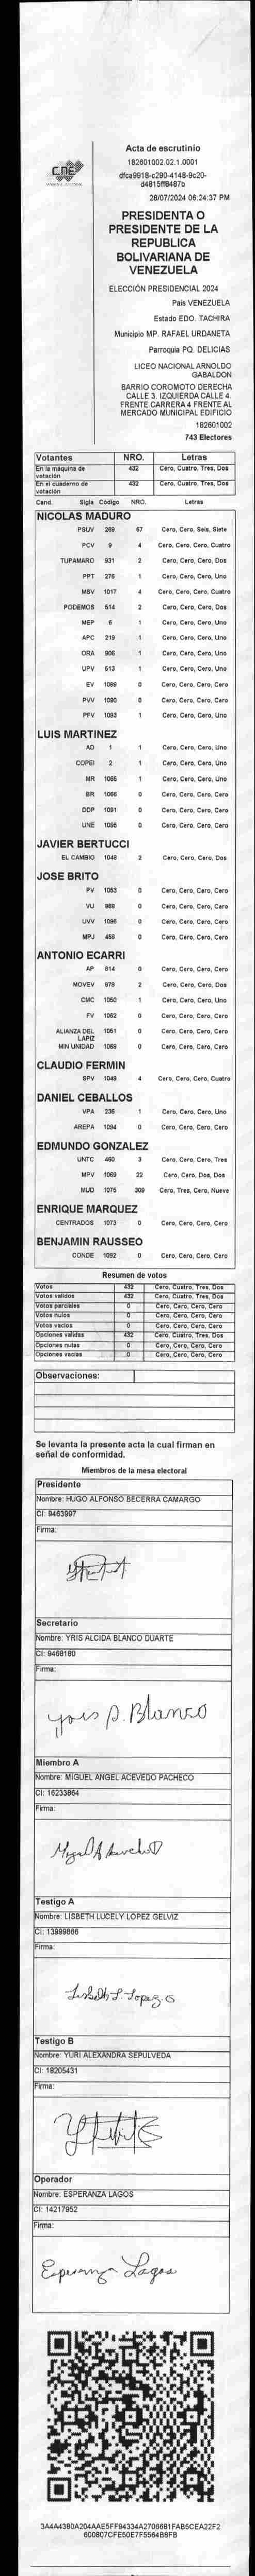 CNE
Acta de escrutinio
182601002.02.1.0001
dfca9918-c290-4148-9c20-
d4815ff8487b
28/07/2024 06:24:37 PM
PRESIDENTA O
PRESIDENTE DE LA
REPUBLICA
BOLIVARIANA DE
VENEZUELA
ELECCIÓN PRESIDENCIAL 2024
País VENEZUELA
Estado EDO. TACHIRA
Municipio MP. RAFAEL URDANETA
Parroquia PQ. DELICIAS
LICEO NACIONAL ARNOLDO
GABALDON
BARRIO COROMOTO DERECHA
CALLE 3. IZQUIERDA CALLE 4.
FRENTE CARRERA 4 FRENTE AL
MERCADO MUNICIPAL EDIFICIO
182601002
743 Electores
Votantes NRO. Letras
En la máquina de votación 432 Cero, Cuatro, Tres, Dos
En el cuaderno de votación 432 Cero, Cuatro, Tres, Dos
Cand. Sigla Código NRO. Letras
NICOLAS MADURO
PSUV 269 67 Cero, Cero, Seis, Siete
PCV 9 4 Cero, Cero, Cero, Cuatro
TUPAMARO 931 2 Cero, Cero, Cero, Dos
PPT 276 1 Cero, Cero, Cero, Uno
MSV 1017 4 Cero, Cero, Cero, Cuatro
PODEMOS 514 2 Cero, Cero, Cero, Dos
MEP 6 1 Cero, Cero, Cero, Uno
APC 219 1 Cero, Cero, Cero, Uno
ORA 906 1 Cero, Cero, Cero, Uno
UPV 513 1 Cero, Cero, Cero, Uno
EV 1089 0 Cero, Cero, Cero, Cero
PVV 1090 0 Cero, Cero, Cero, Cero
PFV 1093 1 Cero, Cero, Cero, Uno
LUIS MARTINEZ
AD 1 1 Cero, Cero, Cero, Uno
COPEI 2 1 Cero, Cero, Cero, Uno
MR 1065 1 Cero, Cero, Cero, Uno
BR 1066 0 Cero, Cero, Cero, Cero
DDP 1091 0 Cero, Cero, Cero, Cero
UNE 1095 0 Cero, Cero, Cero, Cero
JAVIER BERTUCCI
EL CAMBIO 1048 2 Cero, Cero, Cero, Dos
JOSE BRITO
PV 1053 0 Cero, Cero, Cero, Cero
VU 868 0 Cero, Cero, Cero, Cero
UVV 1096 0 Cero, Cero, Cero, Cero
MPJ 458 0 Cero, Cero, Cero, Cero
ANTONIO ECARRI
AP 814 0 Cero, Cero, Cero, Cero
MOVEV 978 2 Cero, Cero, Cero, Dos
CMC 1050 1 Cero, Cero, Cero, Uno
FV 1062 0 Cero, Cero, Cero, Cero
ALIANZA DEL LAPIZ 1051 0 Cero, Cero, Cero, Cero
MIN UNIDAD 1069 0 Cero, Cero, Cero, Cero
CLAUDIO FERMIN
SPV 1049 4 Cero, Cero, Cero, Cuatro
DANIEL CEBALLOS
VPA 236 1 Cero, Cero, Cero, Uno
AREPA 1094 0 Cero, Cero, Cero, Cero
EDMUNDO GONZALEZ
UNTC 460 3 Cero, Cero, Cero, Tres
MPV 1069 22 Cero, Cero, Dos, Dos
MUD 1075 309 Cero, Tres, Cero, Nueve
ENRIQUE MARQUEZ
CENTRADOS 1073 0 Cero, Cero, Cero, Cero
BENJAMIN RAUSSEO
CONDE 1092 0 Cero, Cero, Cero, Cero
Resumen de votos
Votos 432 Cero, Cuatro, Tres, Dos
Votos validos 432 Cero, Cuatro, Tres, Dos
Votos parciales 0 Cero, Cero, Cero, Cero
Votos nulos 0 Cero, Cero, Cero, Cero
Votos vacios 0 Cero, Cero, Cero, Cero
Opciones validas 432 Cero, Cuatro, Tres, Dos
Opciones nulas 0 Cero, Cero, Cero, Cero
Opciones vacias 0 Cero, Cero, Cero, Cero
Observaciones:
Se levanta la presente acta la cual firman en
señal de conformidad.
Miembros de la mesa electoral
Presidente
Nombre: HUGO ALFONSO BECERRA CAMARGO
CI: 9463997
Firma:
Secretario
Nombre: YRIS ALCIDA BLANCO DUARTE
CI: 9468180
Firma:
Yris D. Blanco
Miembro A
Nombre: MIGUEL ANGEL ACEVEDO PACHECO
CI: 16233864
Firma:
Testigo A
Nombre: LISBETH LUCELY LOPEZ GELVIZ
CI: 13999866
Firma:
Lisbeth L. Lopez G
Testigo B
Nombre: YURI ALEXANDRA SEPULVEDA
CI: 18205431
Firma:
Operador
Nombre: ESPERANZA LAGOS
CI: 14217952
Firma:
Esperanza Lagos
3A4A4380A204AAE5FF94334A2706681FAB5CEA22F2
600807CFE50E7F5564B8FB